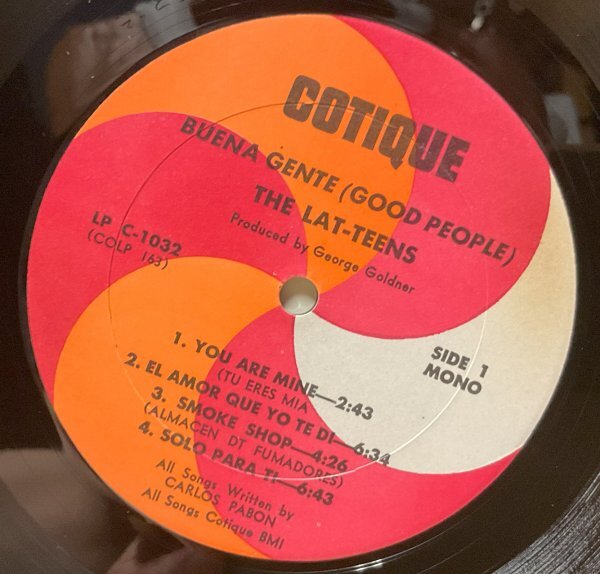 COTIQUE
BUENA GENTE (GOOD PEOPLE)
THE LAT-TEENS
Produced by George Goldner
LP C-1032
(COLP 163)
SIDE 1
MONO
1. YOU ARE MINE—2:43
(TU ERES MIA
2. EL AMOR QUE YO TE DI—6:34
3. SMOKE SHOP—4:26
(ALMACEN DT FUMADORES)
4. SOLO PARA TI—6:43
All Songs Written by
CARLOS PABON
All Songs Cotique BMI